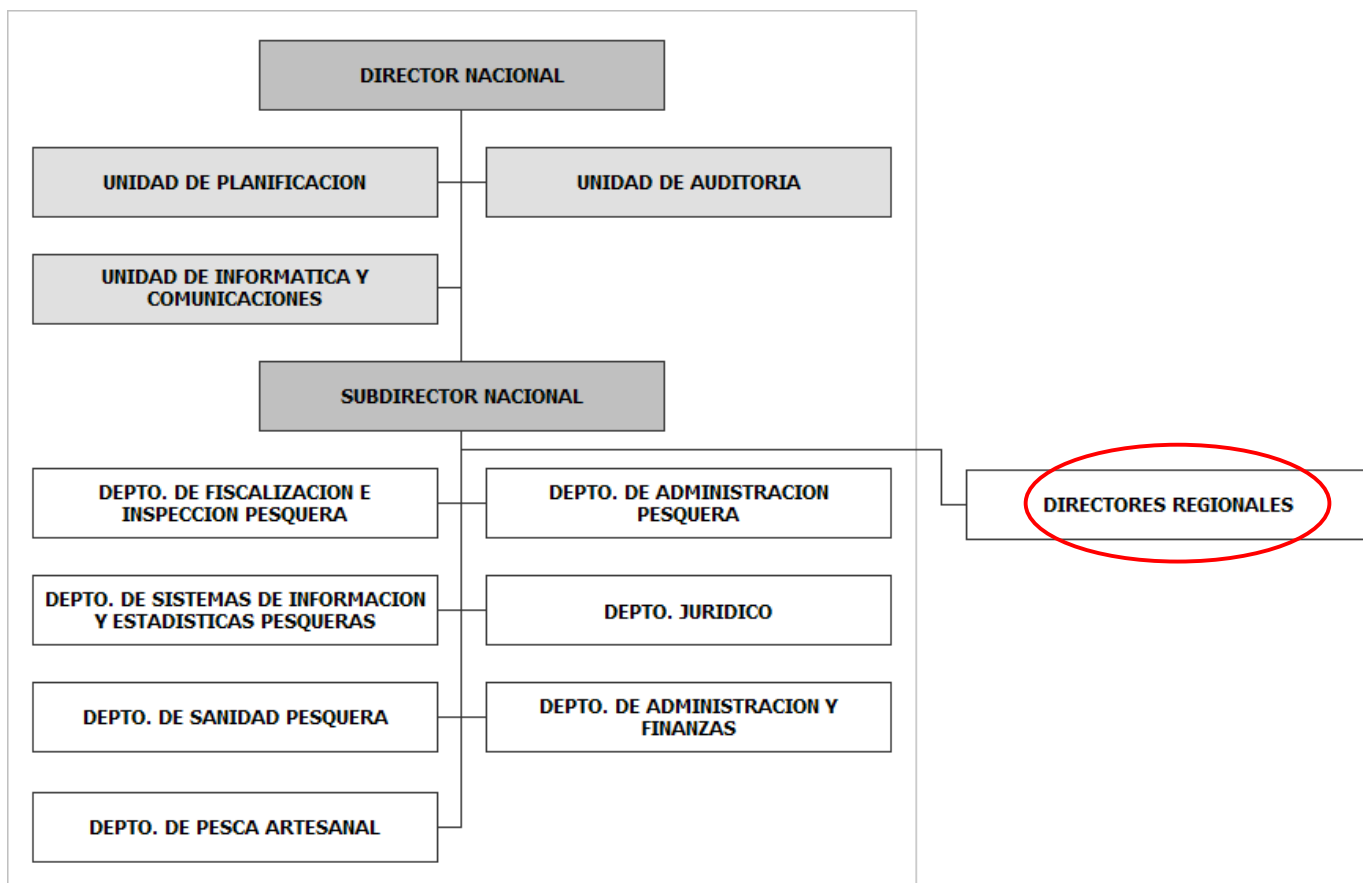 DIRECTOR NACIONAL
UNIDAD DE PLANIFICACION
UNIDAD DE AUDITORIA
UNIDAD DE INFORMATICA Y
COMUNICACIONES
SUBDIRECTOR NACIONAL
DEPTO. DE FISCALIZACION E
INSPECCION PESQUERA
DEPTO. DE ADMINISTRACION
PESQUERA
DIRECTORES REGIONALES
DEPTO. DE SISTEMAS DE INFORMACION
Y ESTADISTICAS PESQUERAS
DEPTO. JURIDICO
DEPTO. DE SANIDAD PESQUERA
DEPTO. DE ADMINISTRACION Y
FINANZAS
DEPTO. DE PESCA ARTESANAL